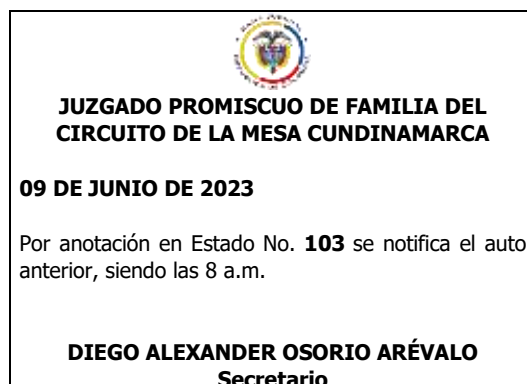 JUZGADO PROMISCUO DE FAMILIA DEL
CIRCUITO DE LA MESA CUNDINAMARCA
09 DE JUNIO DE 2023
Por anotación en Estado No. 103 se notifica el auto
anterior, siendo las 8 a.m.
DIEGO ALEXANDER OSORIO ARÉVALO
Secretario